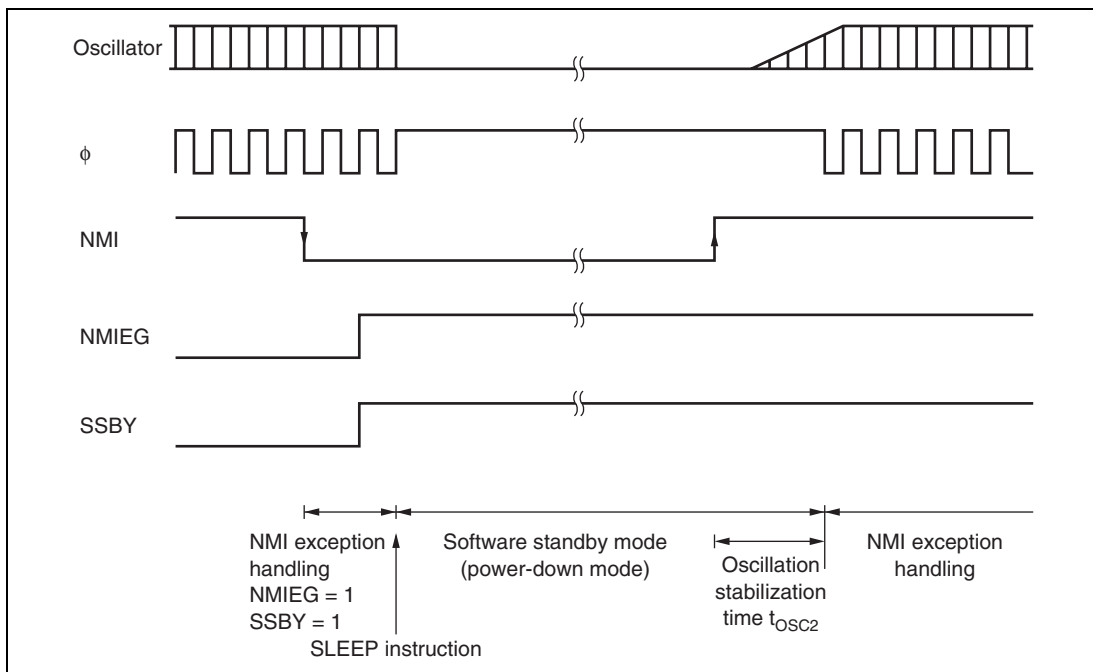 Oscillator
ϕ
NMI
NMIEG
SSBY
NMI exception
handling
NMIEG = 1
SSBY = 1
SLEEP instruction
Software standby mode
(power-down mode)
Oscillation
stabilization
time tOSC2
NMI exception
handling